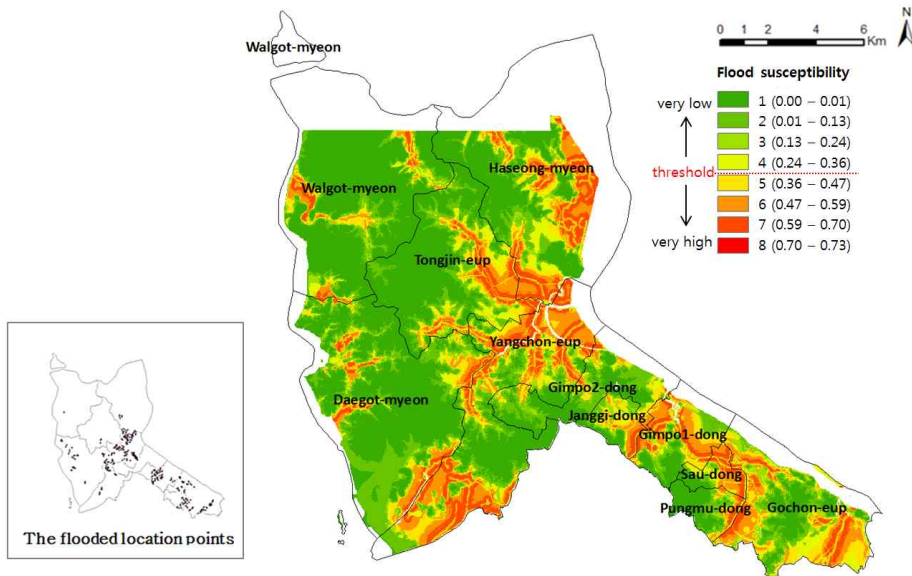 Walgot-myeon
N
0 1 2 4 6
Km
Flood susceptibility
very low
1 (0.00 – 0.01)
2 (0.01 – 0.13)
3 (0.13 – 0.24)
4 (0.24 – 0.36)
threshold
5 (0.36 – 0.47)
6 (0.47 – 0.59)
7 (0.59 – 0.70)
very high
8 (0.70 – 0.73)
Haseong-myeon
Walgot-myeon
Tongjin-eup
Yangchon-eup
Gimpo2-dong
Daegot-myeon
Janggi-dong
Gimpo1-dong
Sau-dong
Pungmu-dong
Gochon-eup
The flooded location points